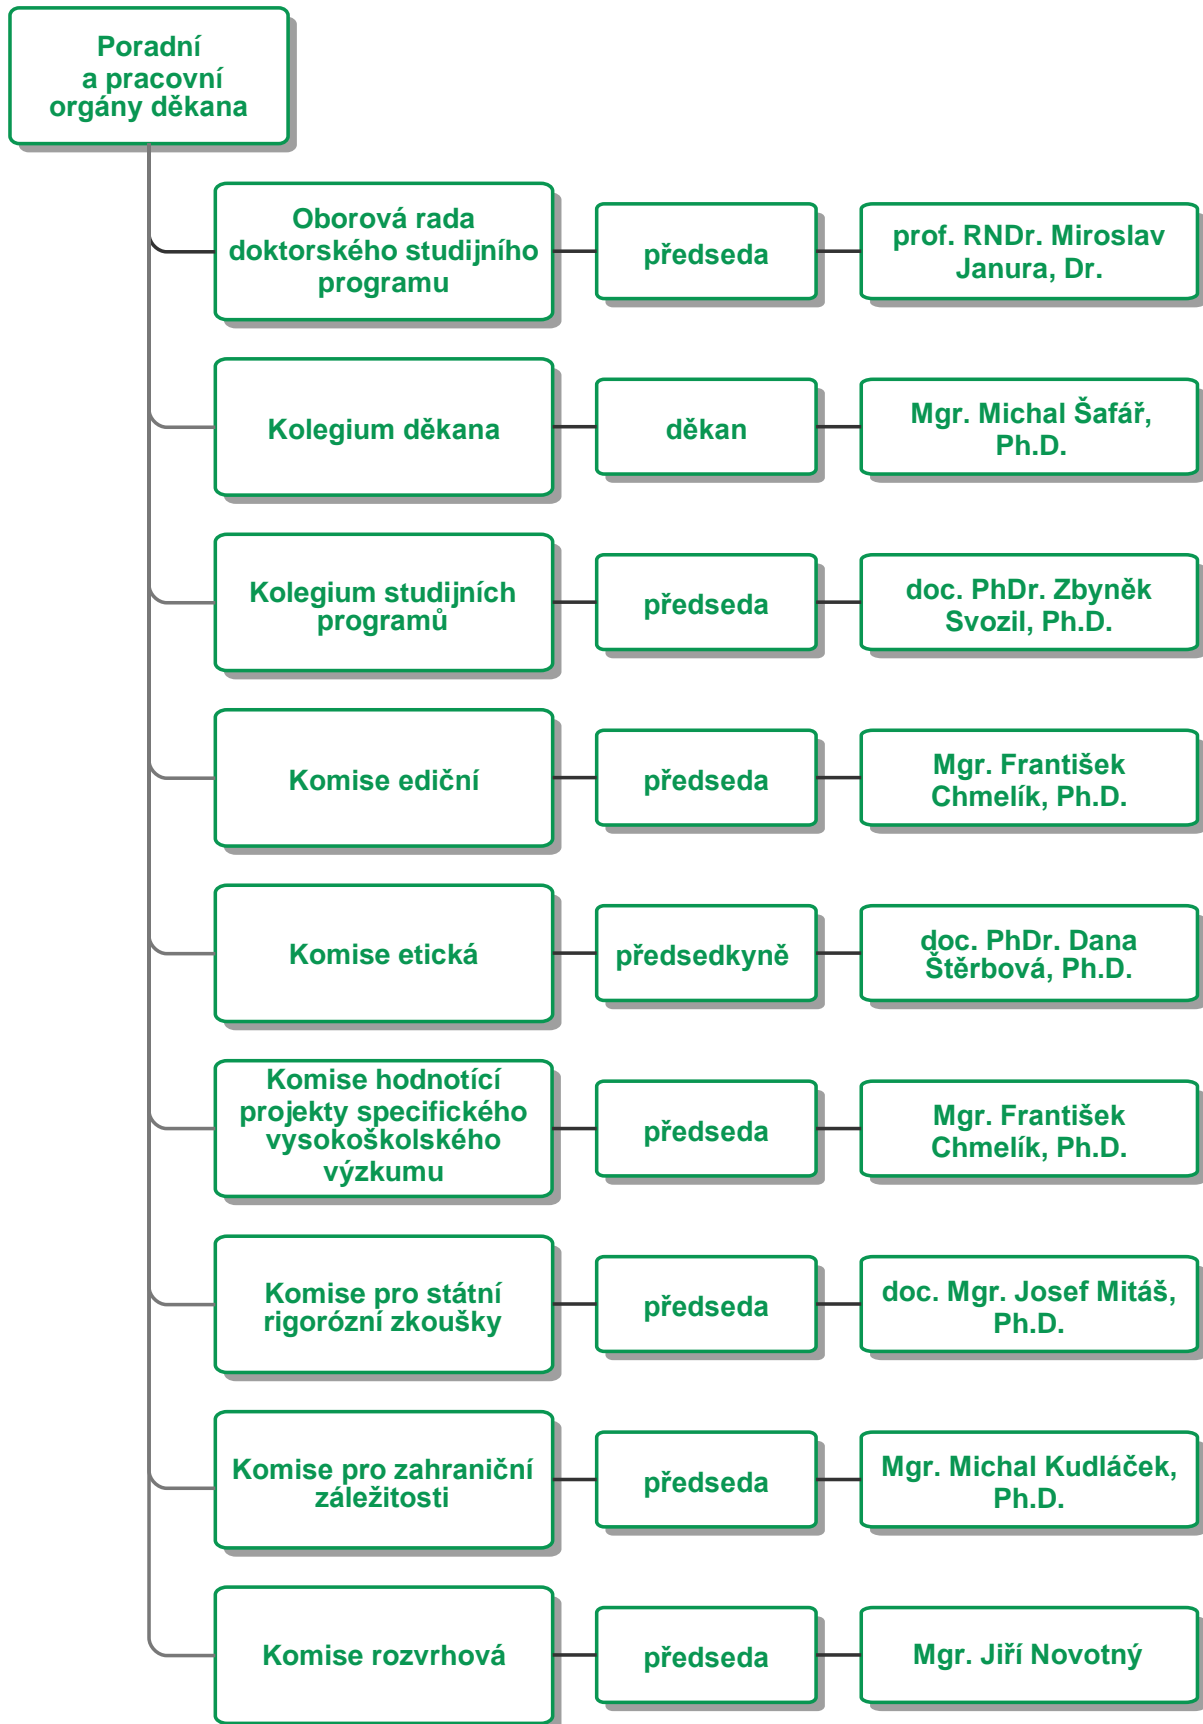 Poradní
a pracovní
orgány děkana
Oborová rada
doktorského studijního
programu
předseda
prof. RNDr. Miroslav
Janura, Dr.
Kolegium děkana
děkan
Mgr. Michal Šafář,
Ph.D.
Kolegium studijních
programů
předseda
doc. PhDr. Zbyněk
Svozil, Ph.D.
Komise ediční
předseda
Mgr. František
Chmelík, Ph.D.
Komise etická
předsedkyně
doc. PhDr. Dana
Štěrbová, Ph.D.
Komise hodnotící
projekty specifického
vysokoškolského
výzkumu
předseda
Mgr. František
Chmelík, Ph.D.
Komise pro státní
rigorózní zkoušky
předseda
doc. Mgr. Josef Mitáš,
Ph.D.
Komise pro zahraniční
záležitosti
předseda
Mgr. Michal Kudláček,
Ph.D.
Komise rozvrhová
předseda
Mgr. Jiří Novotný